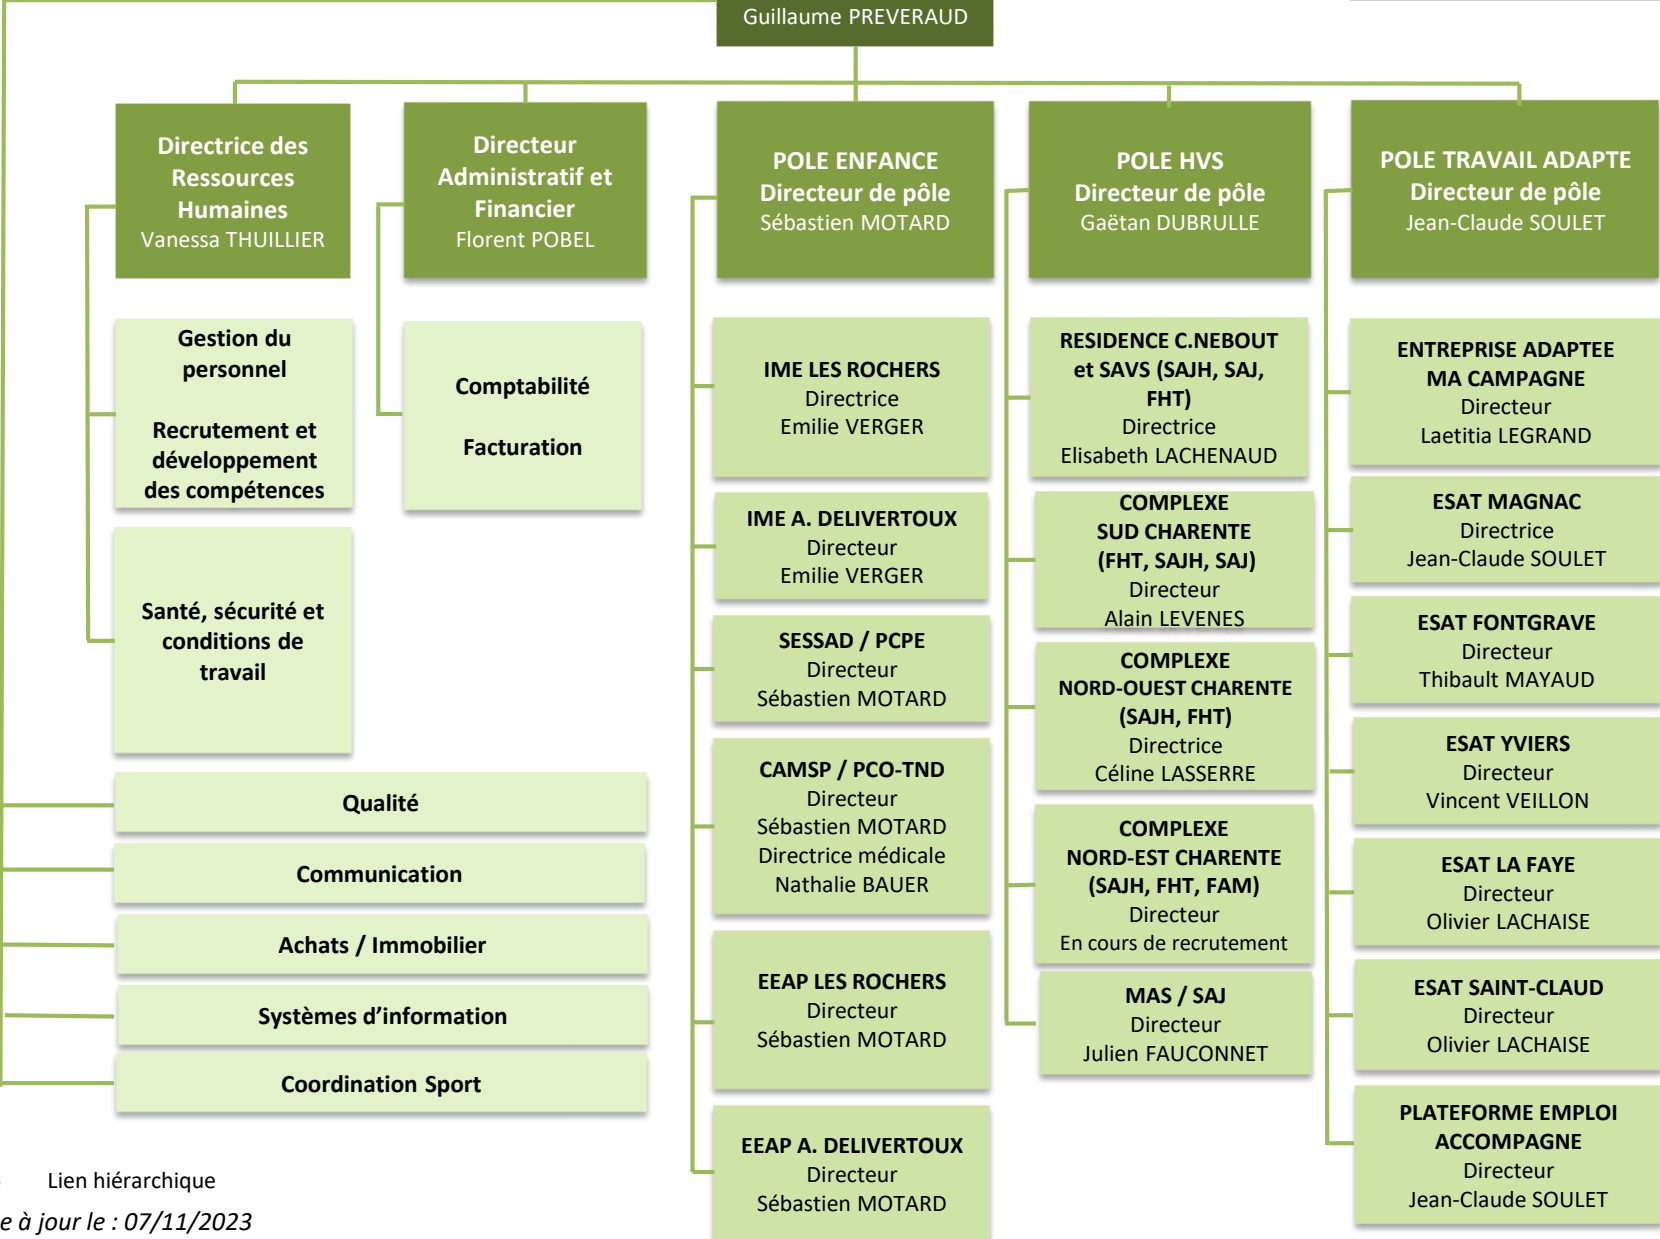 Guillaume PREVERAUD
Directrice des
Ressources
Humaines
Vanessa THUILLIER
Directeur
Administratif et
Financier
Florent POBEL
POLE ENFANCE
Directeur de pôle
Sébastien MOTARD
POLE HVS
Directeur de pôle
Gaëtan DUBRULLE
POLE TRAVAIL ADAPTE
Directeur de pôle
Jean-Claude SOULET
Gestion du
personnel
Recrutement et
développement
des compétences
Santé, sécurité et
conditions de
travail
Comptabilité
Facturation
Qualité
Communication
Achats / Immobilier
Systèmes d’information
Coordination Sport
IME LES ROCHERS
Directrice
Emilie VERGER
IME A. DELIVERTOUX
Directeur
Emilie VERGER
SESSAD / PCPE
Directeur
Sébastien MOTARD
CAMSP / PCO-TND
Directeur
Sébastien MOTARD
Directrice médicale
Nathalie BAUER
EEAP LES ROCHERS
Directeur
Sébastien MOTARD
EEAP A. DELIVERTOUX
Directeur
Sébastien MOTARD
RESIDENCE C.NEBOUT
et SAVS (SAJH, SAJ,
FHT)
Directrice
Elisabeth LACHENAUD
COMPLEXE
SUD CHARENTE
(FHT, SAJH, SAJ)
Directeur
Alain LEVENES
COMPLEXE
NORD-OUEST CHARENTE
(SAJH, FHT)
Directrice
Céline LASSERRE
COMPLEXE
NORD-EST CHARENTE
(SAJH, FHT, FAM)
Directeur
En cours de recrutement
MAS / SAJ
Directeur
Julien FAUCONNET
ENTREPRISE ADAPTEE
MA CAMPAGNE
Directeur
Laetitia LEGRAND
ESAT MAGNAC
Directrice
Jean-Claude SOULET
ESAT FONTGRAVE
Directeur
Thibault MAYAUD
ESAT YVIERS
Directeur
Vincent VEILLON
ESAT LA FAYE
Directeur
Olivier LACHAISE
ESAT SAINT-CLAUD
Directeur
Olivier LACHAISE
PLATEFORME EMPLOI
ACCOMPAGNE
Directeur
Jean-Claude SOULET
Lien hiérarchique
e à jour le : 07/11/2023